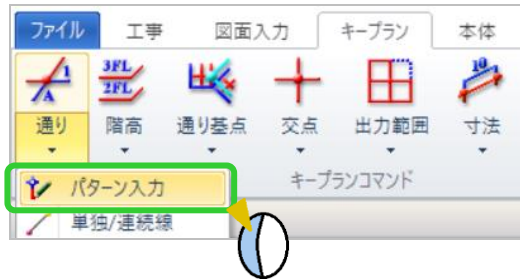 ファイル 工事 図面入力 キープラン 本体
1 A 3FL 2FL 10
通り 階高 通り基点 交点 出力範囲 寸法
パターン入力 キープランコマンド
単独/連続線